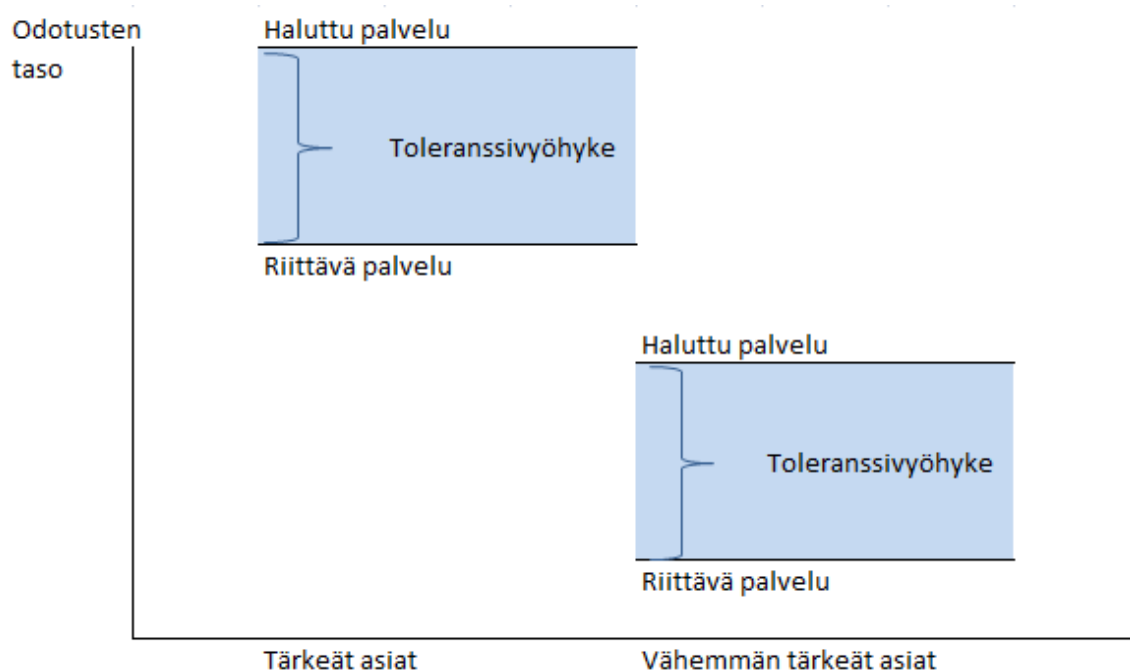 Odotusten
taso
Haluttu palvelu
Toleranssivyöhyke
Riittävä palvelu
Haluttu palvelu
Toleranssivyöhyke
Riittävä palvelu
Tärkeät asiat
Vähemmän tärkeät asiat